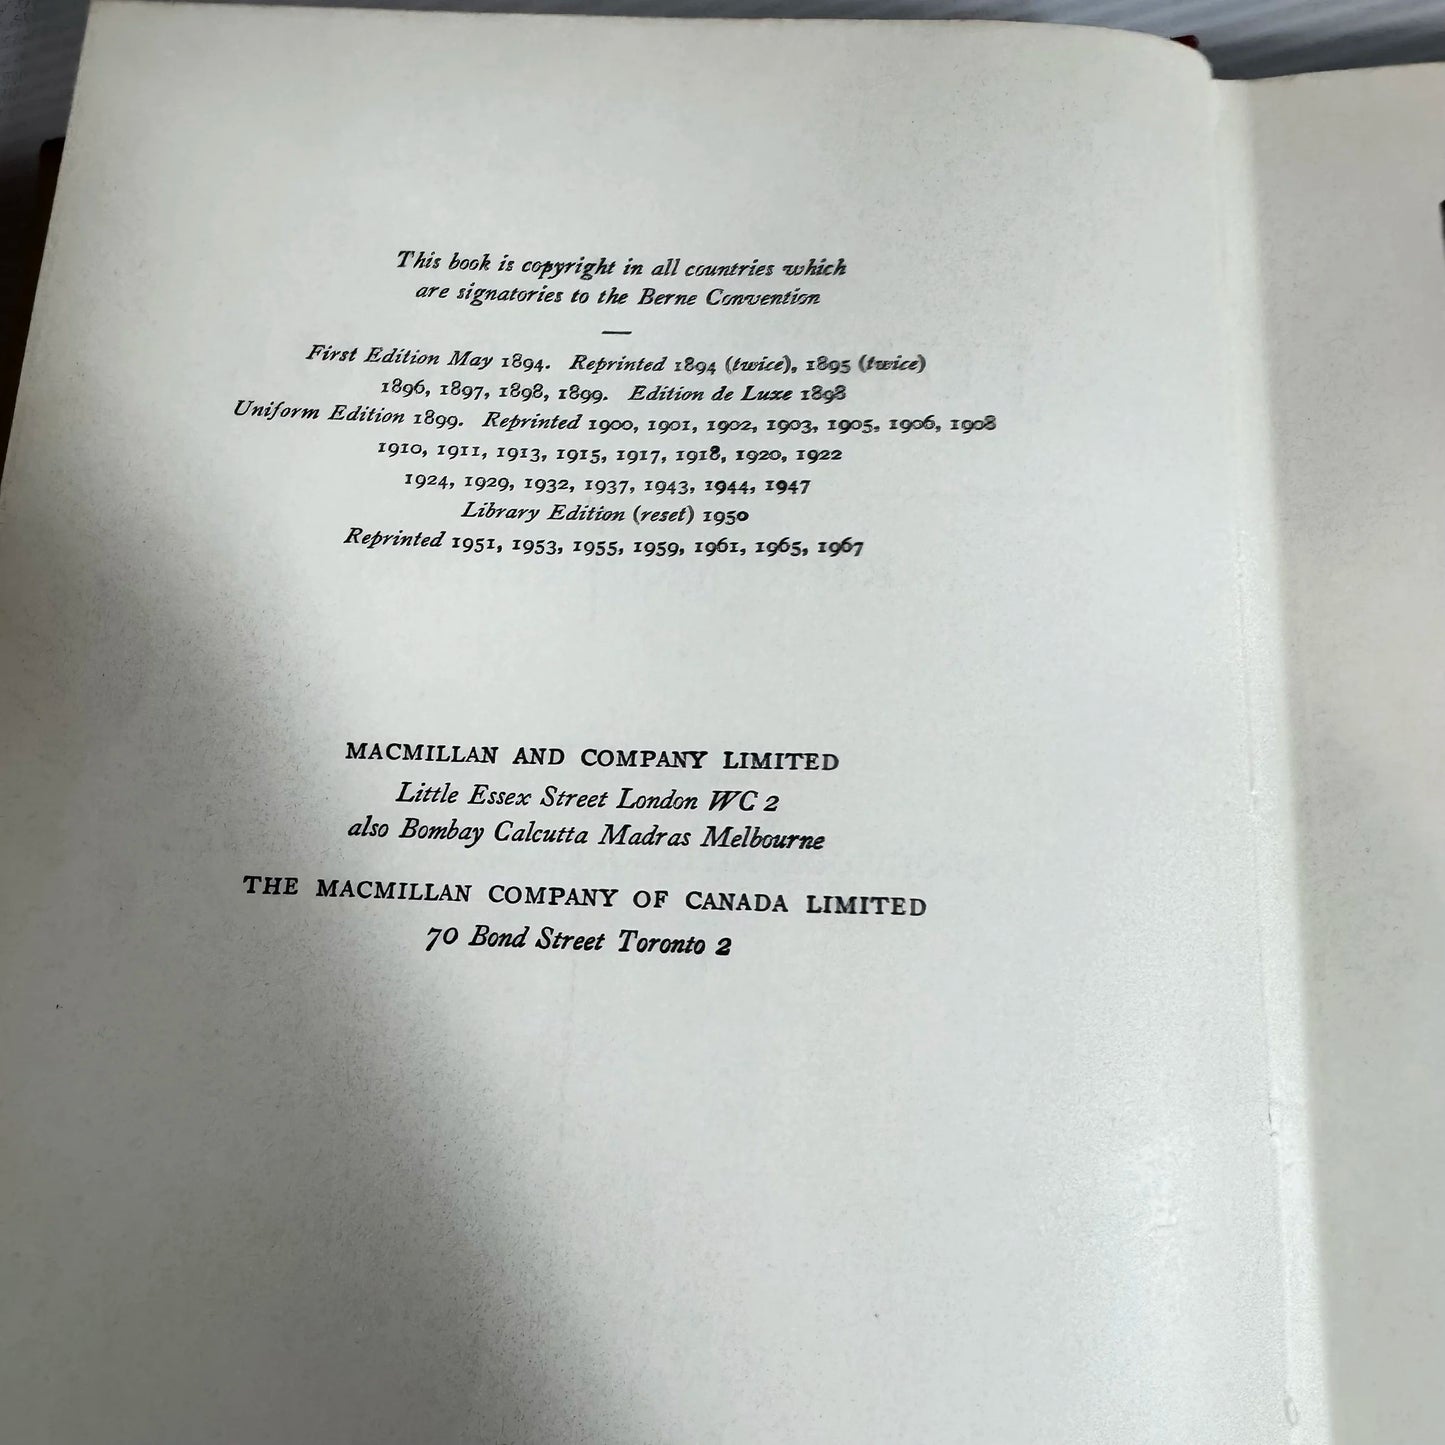 This book is copyright in all countries which
are signatories to the Berne Convention
First Edition May 1894. Reprinted 1894 (twice), 1895 (twice)
1896, 1897, 1898, 1899. Edition de Luxe 1898
Uniform Edition 1899. Reprinted 1900, 1901, 1902, 1903, 1905, 1906, 1908
1910, 1911, 1913, 1915, 1917, 1918, 1920, 1922
1924, 1929, 1932, 1937, 1943, 1944, 1947
Library Edition (reset) 1950
Reprinted 1951, 1953, 1955, 1959, 1961, 1965, 1967
MACMILLAN AND COMPANY LIMITED
Little Essex Street London WC 2
also Bombay Calcutta Madras Melbourne
THE MACMILLAN COMPANY OF CANADA LIMITED
70 Bond Street Toronto 2